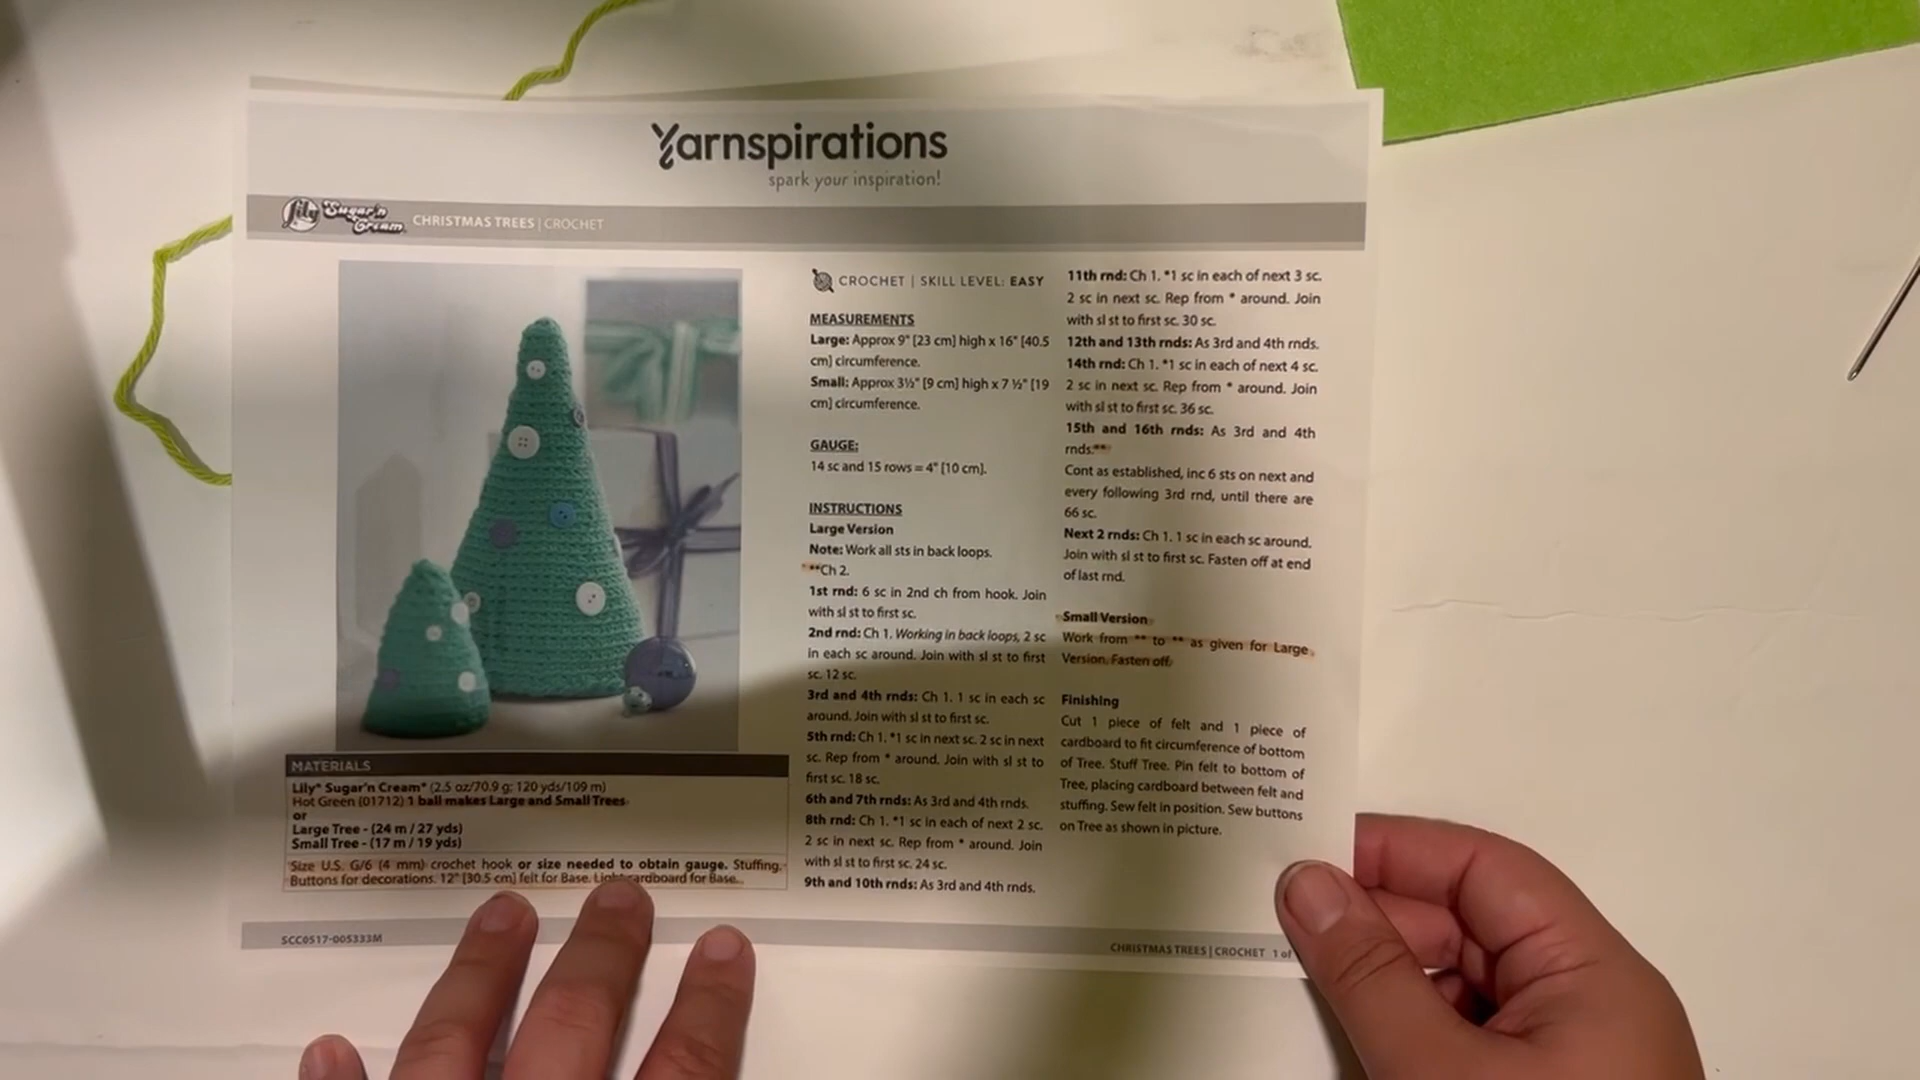 Yarnspirations
spark your inspiration!
Lily Sugar'n Cream CHRISTMAS TREES | CROCHET
CROCHET | SKILL LEVEL: EASY
MEASUREMENTS
Large: Approx 9" [23 cm] high x 16" [40.5
cm] circumference.
Small: Approx 3½" [9 cm] high x 7 ½" [19
cm] circumference.
GAUGE:
14 sc and 15 rows = 4" [10 cm].
INSTRUCTIONS
Large Version
Note: Work all sts in back loops.
**Ch 2.
1st rnd: 6 sc in 2nd ch from hook. Join
with sl st to first sc.
2nd rnd: Ch 1. Working in back loops, 2 sc
in each sc around. Join with sl st to first
sc. 12 sc.
3rd and 4th rnds: Ch 1. 1 sc in each sc
around. Join with sl st to first sc.
5th rnd: Ch 1. *1 sc in next sc. 2 sc in next
sc. Rep from * around. Join with sl st to
first sc. 18 sc.
6th and 7th rnds: As 3rd and 4th rnds.
8th rnd: Ch 1. *1 sc in each of next 2 sc.
2 sc in next sc. Rep from * around. Join
with sl st to first sc. 24 sc.
9th and 10th rnds: As 3rd and 4th rnds.
11th rnd: Ch 1. *1 sc in each of next 3 sc.
2 sc in next sc. Rep from * around. Join
with sl st to first sc. 30 sc.
12th and 13th rnds: As 3rd and 4th rnds.
14th rnd: Ch 1. *1 sc in each of next 4 sc.
2 sc in next sc. Rep from * around. Join
with sl st to first sc. 36 sc.
15th and 16th rnds: As 3rd and 4th
rnds.**
Cont as established, inc 6 sts on next and
every following 3rd rnd, until there are
66 sc.
Next 2 rnds: Ch 1. 1 sc in each sc around.
Join with sl st to first sc. Fasten off at end
of last rnd.
Small Version
Work from ** to ** as given for Large
Version. Fasten off.
Finishing
Cut 1 piece of felt and 1 piece of
cardboard to fit circumference of bottom
of Tree. Stuff Tree. Pin felt to bottom of
Tree, placing cardboard between felt and
stuffing. Sew felt in position. Sew buttons
on Tree as shown in picture.
MATERIALS
Lily® Sugar'n Cream® (2.5 oz/70.9 g; 120 yds/109 m)
Hot Green (01712) 1 ball makes Large and Small Trees
or
Large Tree - (24 m / 27 yds)
Small Tree - (17 m / 19 yds)
Size U.S. G/6 (4 mm) crochet hook or size needed to obtain gauge. Stuffing.
Buttons for decorations. 12" [30.5 cm] felt for Base. Light cardboard for Base.
SCC0517-005333M
CHRISTMAS TREES | CROCHET 1 of